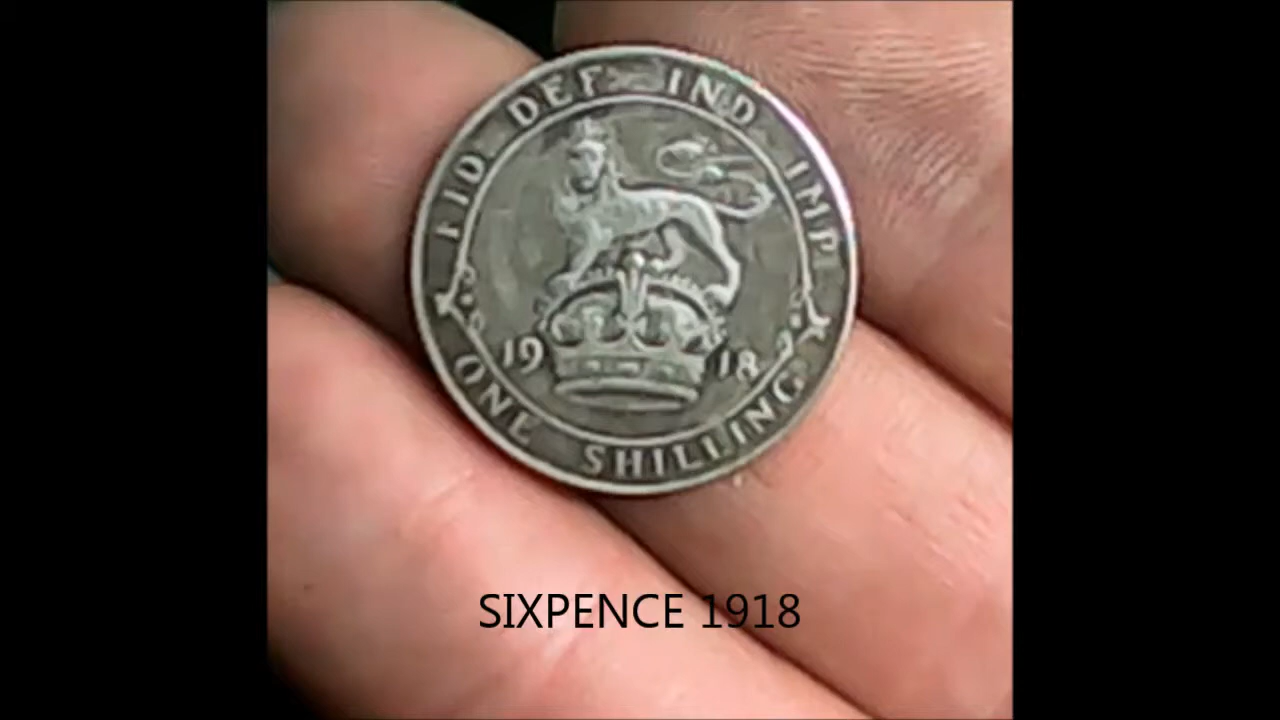 FID DEF IND IMP
19 18
ONE SHILLING
SIXPENCE 1918